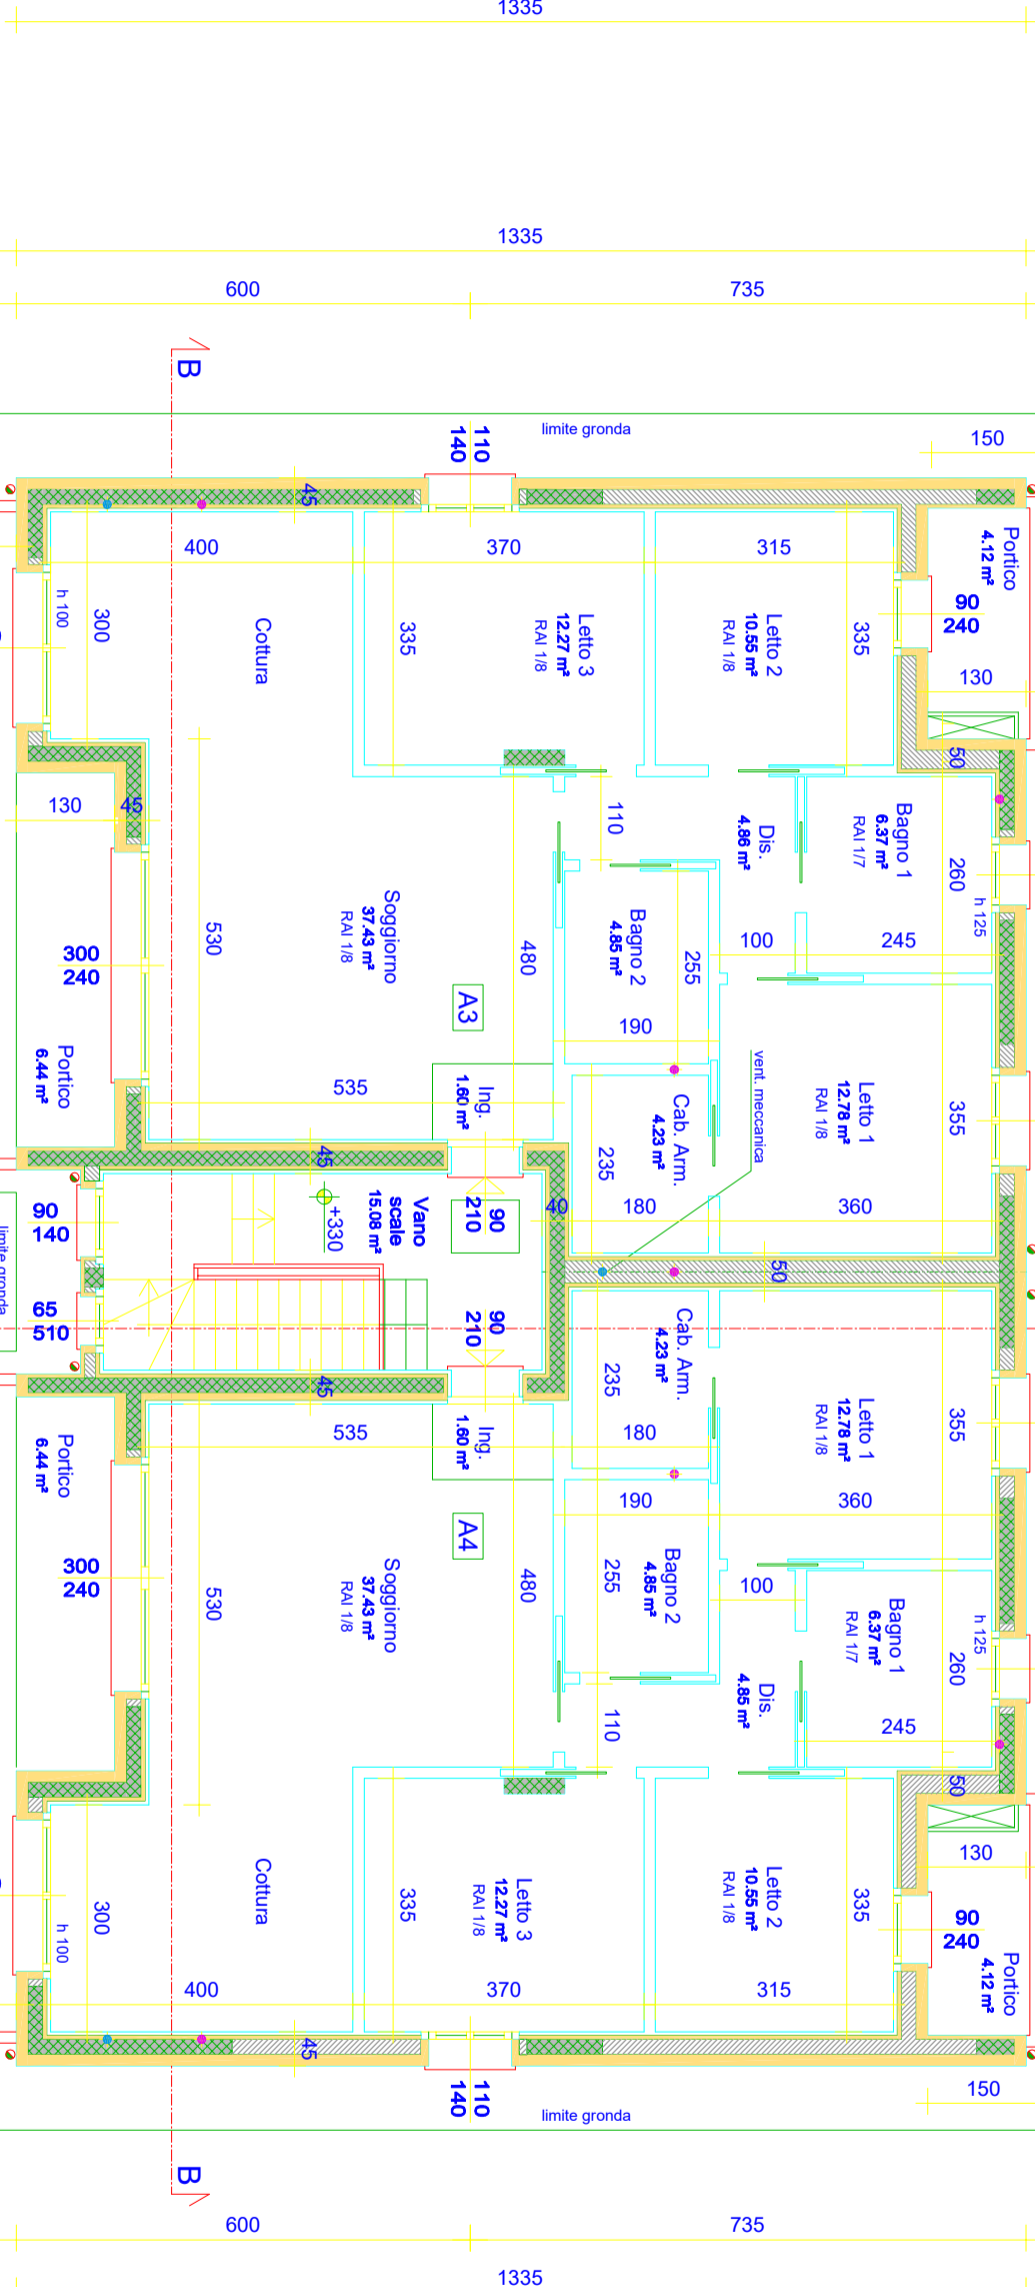 1335
1335
600
735
B
limite gronda
110
140
150
45
400
370
315
Portico
4.12 m²
90
240
h 100
300
Cottura
335
Letto 3
12.27 m²
RAI 1/8
Letto 2
10.55 m²
RAI 1/8
335
130
50
130
45
110
Dis.
4.86 m²
Bagno 1
6.37 m²
RAI 1/7
260
h 125
Soggiorno
37.43 m²
RAI 1/8
530
480
Bagno 2
4.85 m²
255
100
245
300
240
A3
190
Portico
6.44 m²
535
Ing.
1.60 m²
Cab. Arm.
4.23 m²
vent. meccanica
Letto 1
12.78 m²
RAI 1/8
355
45
235
90
140
+330
Vano
scale
15.08 m²
90
210
40
180
360
limite gronda
50
65
510
90
210
45
Cab. Arm.
4.23 m²
235
Letto 1
12.78 m²
RAI 1/8
355
Portico
6.44 m²
535
Ing.
1.60 m²
180
190
360
A4
300
240
530
Soggiorno
37.43 m²
RAI 1/8
480
255
Bagno 2
4.85 m²
100
Bagno 1
6.37 m²
RAI 1/7
h 125
260
Dis.
4.85 m²
110
245
50
130
Cottura
300
h 100
335
Letto 3
12.27 m²
RAI 1/8
Letto 2
10.55 m²
RAI 1/8
335
90
240
Portico
4.12 m²
400
370
315
45
110
140
limite gronda
150
B
600
735
1335